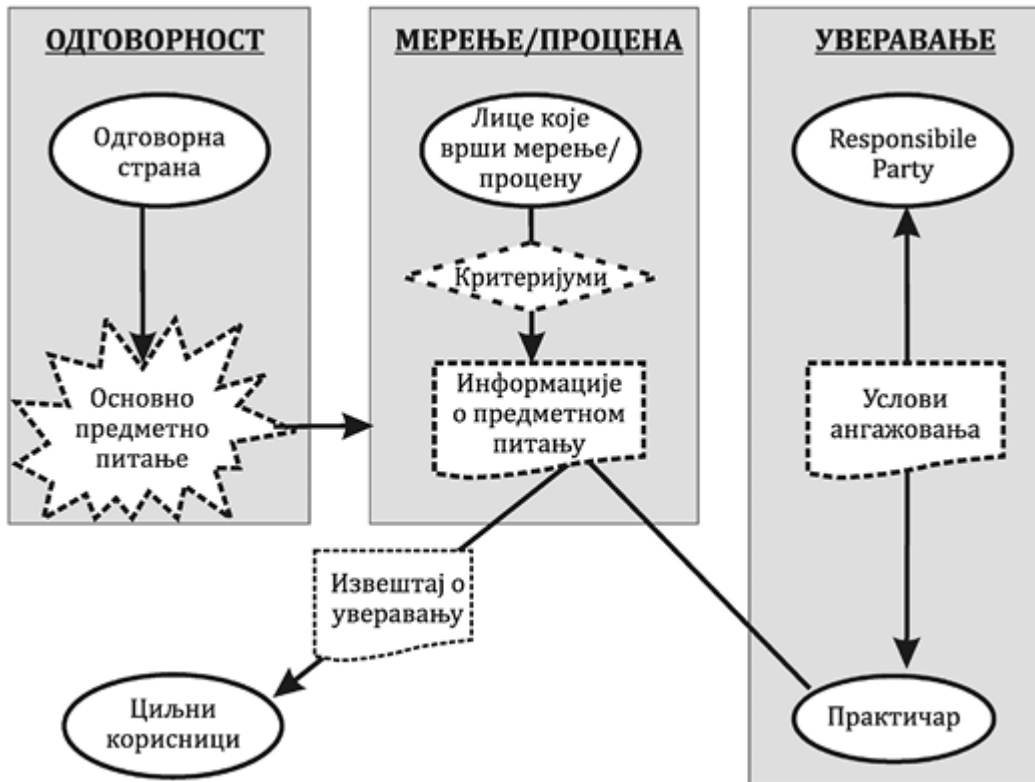 ОДГОВОРНОСТ
Одговорна
страна
Основно
предметно
питање
МЕРЕЊЕ/ПРОЦЕНА
Лице које
врши мерење/
процену
Критеријуми
Информације
о предметном
питању
УВЕРАВАЊЕ
Responsibile
Party
Услови
ангажовања
Практичар
Извештај о
уверавању
Циљни
корисници